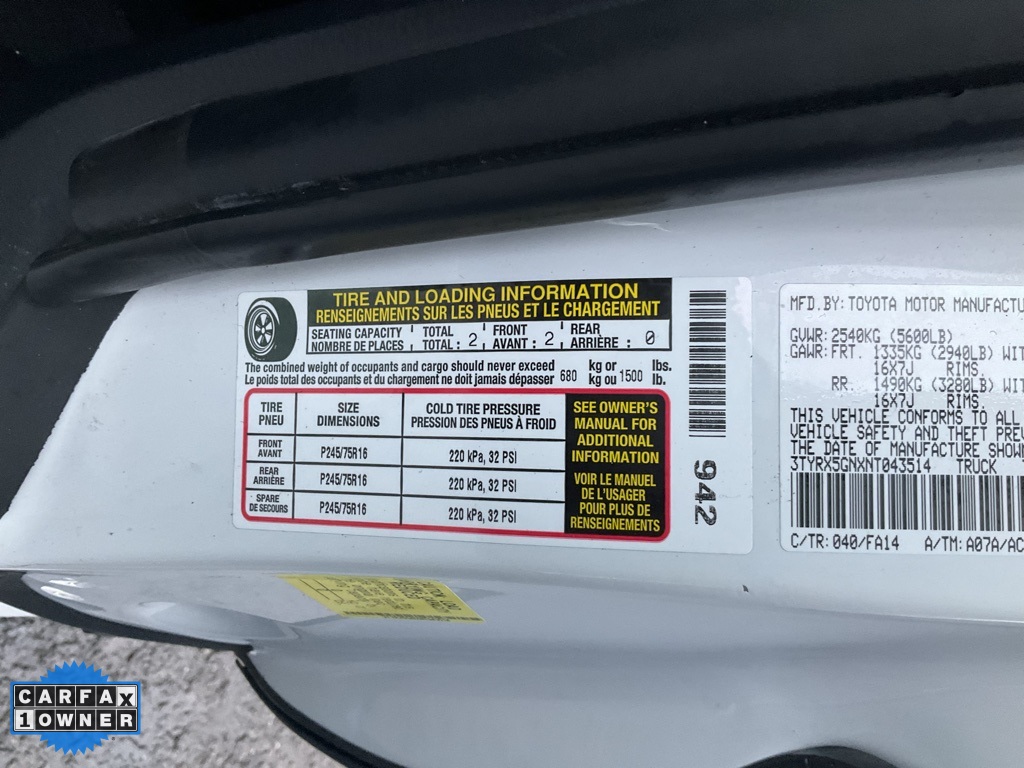 TIRE AND LOADING INFORMATION
RENSEIGNEMENTS SUR LES PNEUS ET LE CHARGEMENT
SEATING CAPACITY TOTAL FRONT REAR
NOMBRE DE PLACES TOTAL : 2 AVANT : 2 ARRIÈRE : 0
The combined weight of occupants and cargo should never exceed 680 kg or 1500 lbs.
Le poids total des occupants et du chargement ne doit jamais dépasser kg ou lb.
TIRE SIZE COLD TIRE PRESSURE
PNEU DIMENSIONS PRESSION DES PNEUS À FROID
FRONT
AVANT P245/75R16 220 kPa, 32 PSI
REAR
ARRIÈRE P245/75R16 220 kPa, 32 PSI
SPARE
DE SECOURS P245/75R16 220 kPa, 32 PSI
SEE OWNER'S
MANUAL FOR
ADDITIONAL
INFORMATION
VOIR LE MANUEL
DE L'USAGER
POUR PLUS DE
RENSEIGNEMENTS
942
MFD.BY: TOYOTA MOTOR MANUFACTU
GVWR: 2540KG (5600LB)
GAWR: FRT. 1335KG (2940LB) WIT
16X7J RIMS
RR. 1490KG (3280LB) WIT
16X7J RIMS
THIS VEHICLE CONFORMS TO ALL
VEHICLE SAFETY AND THEFT PREV
THE DATE OF MANUFACTURE SHOWN
3TYRX5GNXNT043514 TRUCK
C/TR: 040/FA14 A/TM: A07A/AC
CARFAX
1 OWNER